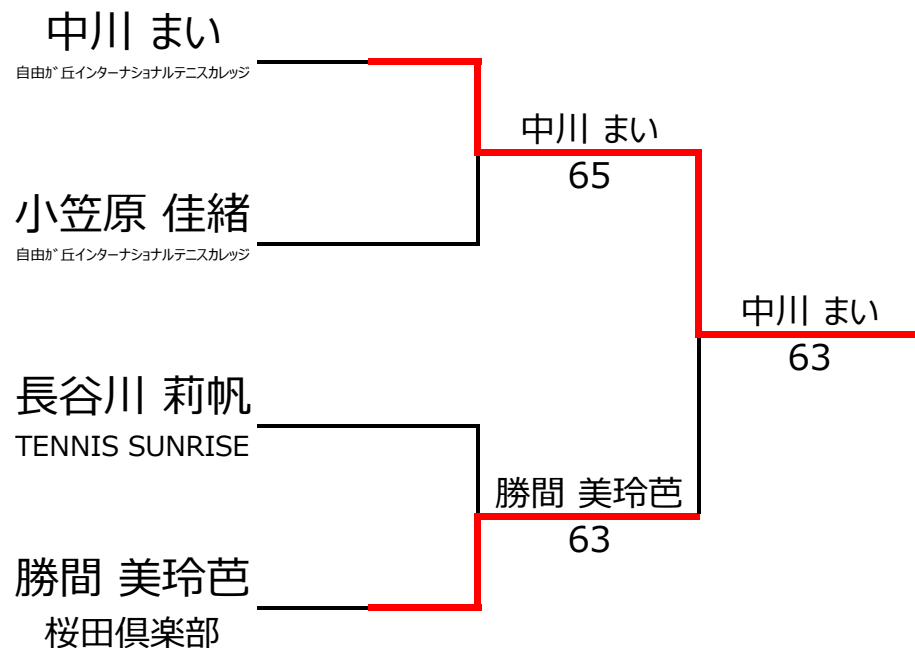 中川 まい
自由が丘インターナショナルテニスカレッジ
小笠原 佳緒
自由が丘インターナショナルテニスカレッジ
長谷川 莉帆
TENNIS SUNRISE
勝間 美玲芭
桜田倶楽部
中川 まい
65
勝間 美玲芭
63
中川 まい
63